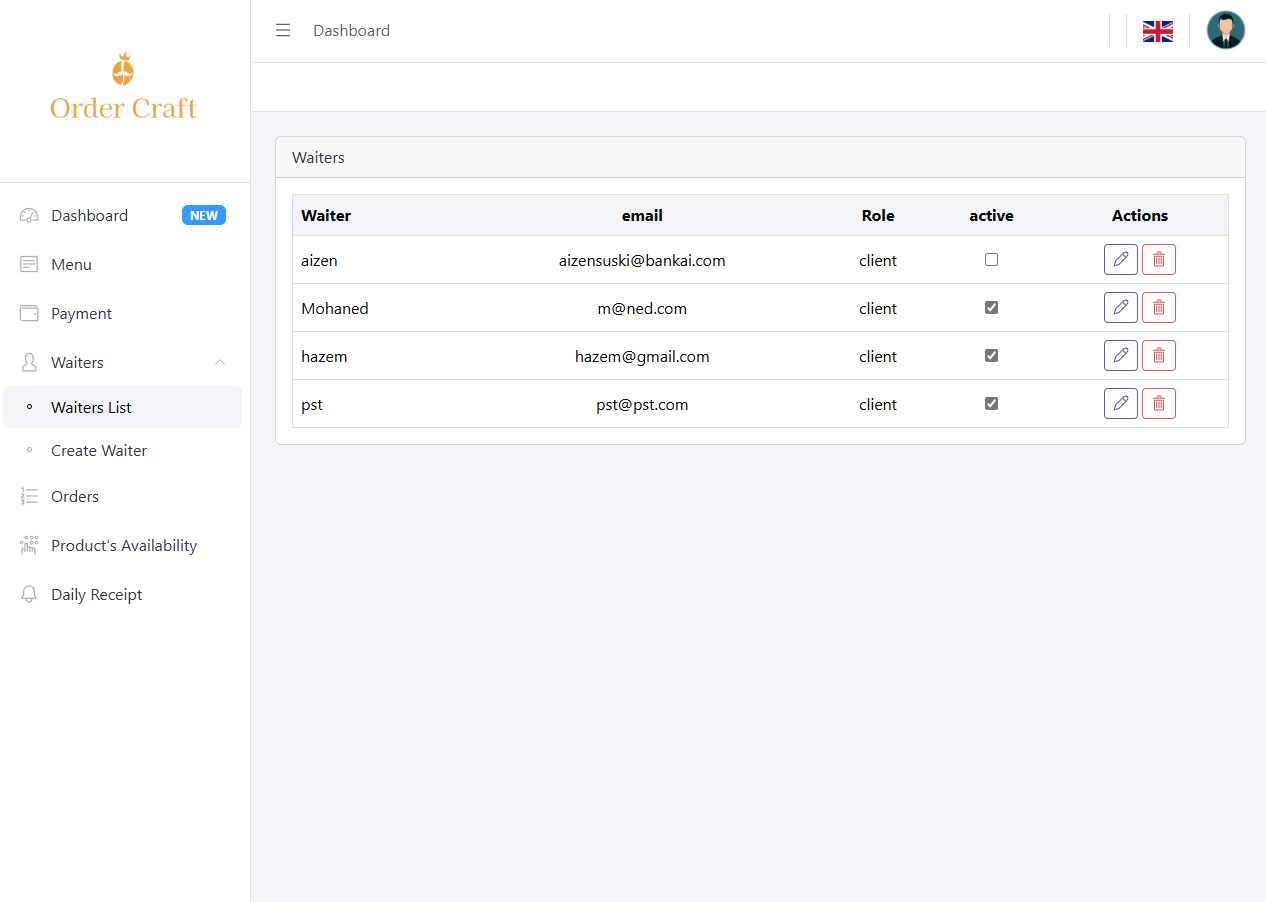 Order Craft
Dashboard
Dashboard NEW
Menu
Payment
Waiters
Waiters List
Create Waiter
Orders
Product's Availability
Daily Receipt
Waiters
Waiter email Role active Actions
aizen aizensuski@bankai.com client
Mohaned m@ned.com client
hazem hazem@gmail.com client
pst pst@pst.com client